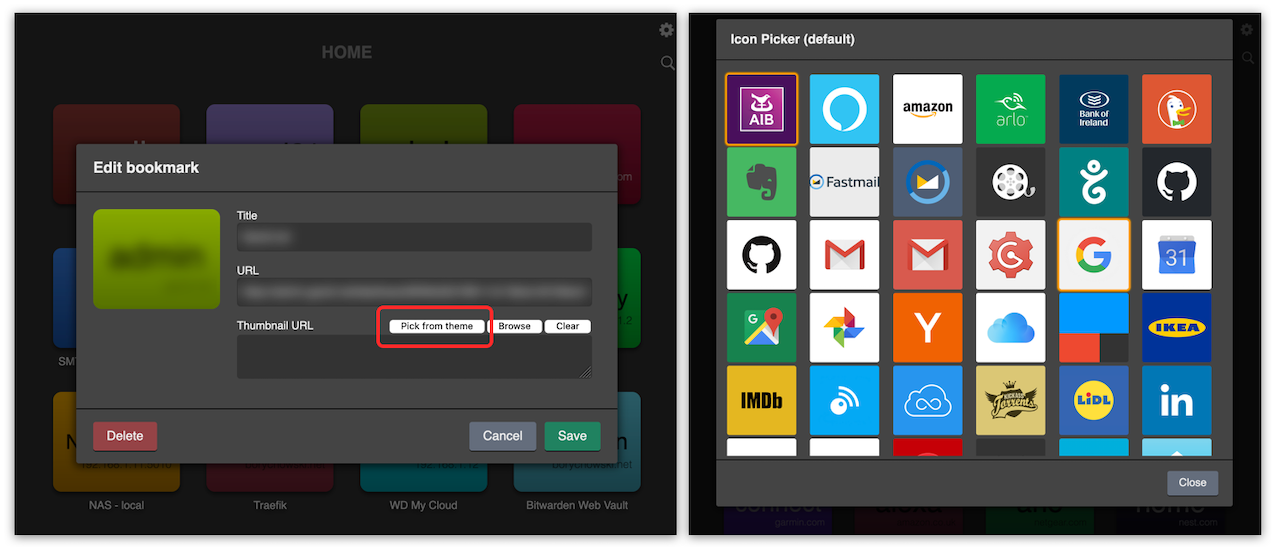 HOME
Edit bookmark
Title
URL
Thumbnail URL
Pick from theme
Browse
Clear
Delete
Cancel
Save
NAS - local
Traefik
WD My Cloud
Bitwarden Web Vault
Icon Picker (default)
AIB
amazon
arlo
Bank of
Ireland
Fastmail
31
G
Y
IKEA
IMDb
KICKASS
Torrents
LiDL
in
Close
connect
garmin.com
alexa
nest.com